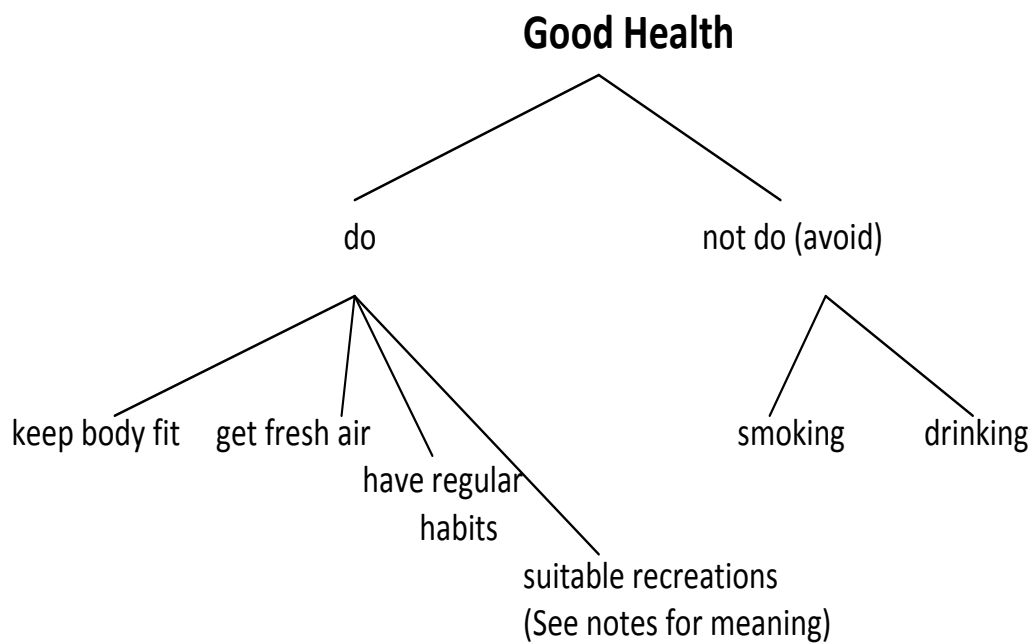 Good Health
do
not do (avoid)
keep body fit
get fresh air
have regular
habits
suitable recreations
(See notes for meaning)
smoking
drinking